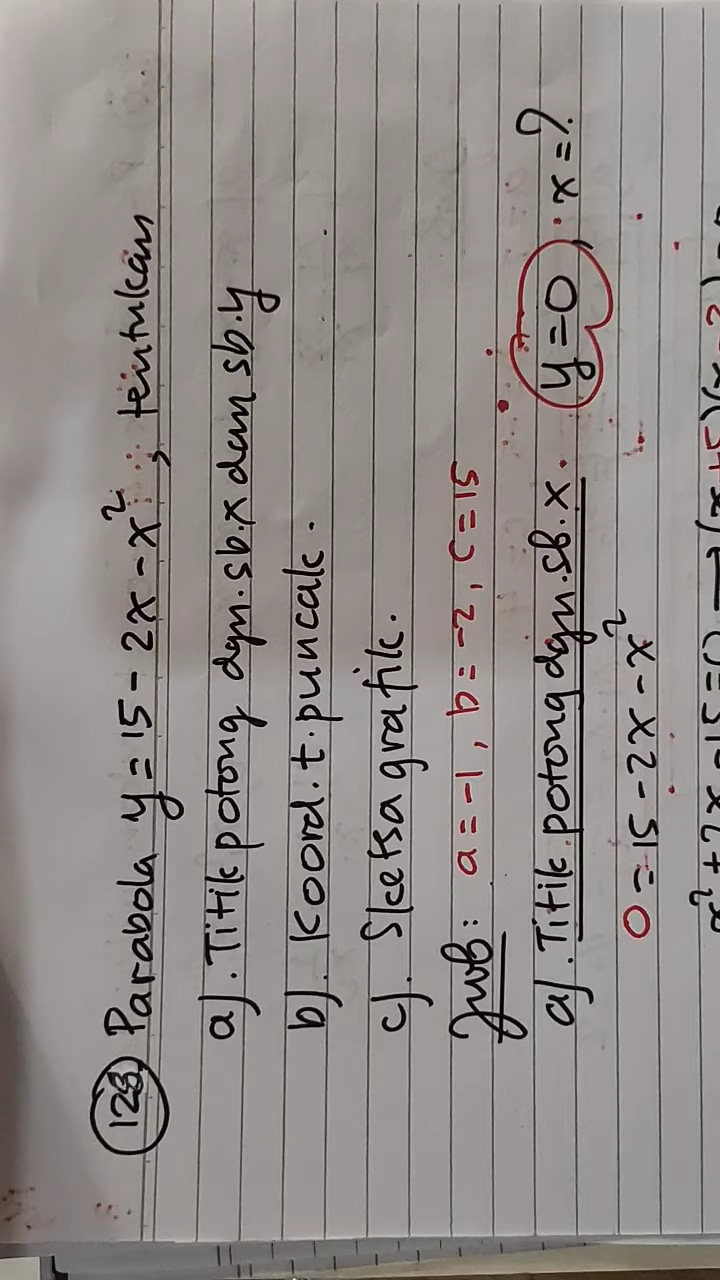 128) Parabola y = 15 - 2x - x², tentukan
a). Titik potong dgn. sb.x dan sb.y
b). Koord. t. puncak.
c). Sketsa grafik.
Jwb: a = -1, b = -2, c = 15
a). Titik potong dgn. sb. x. y = 0, x = ?
0 = 15 - 2x - x²